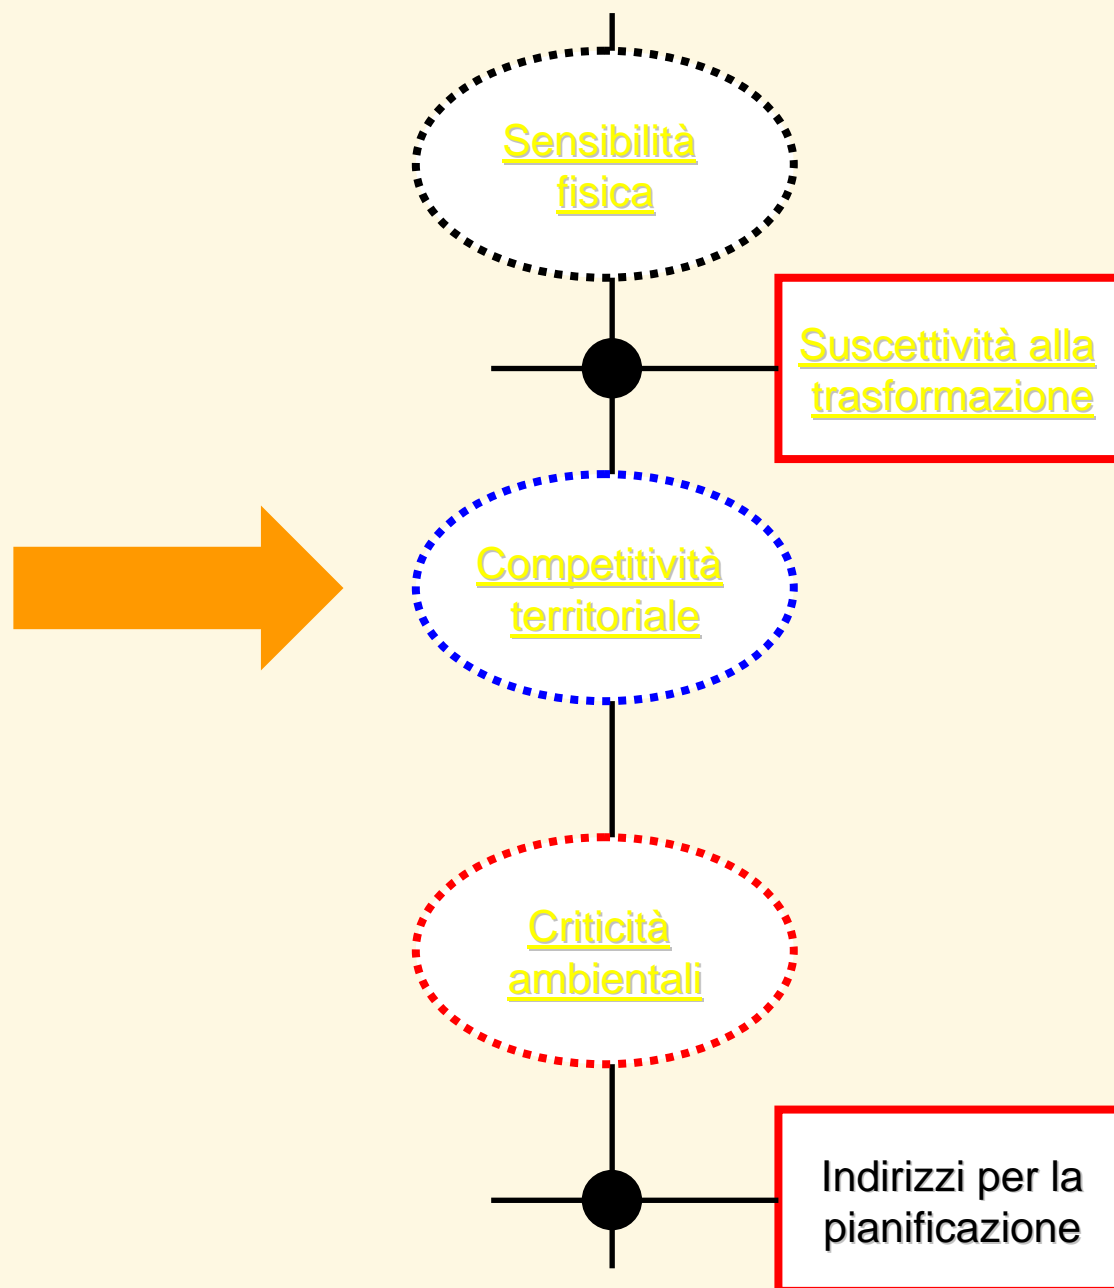 Sensibilità
fisica
Suscettività alla
trasformazione
Competitività
territoriale
Criticità
ambientali
Indirizzi per la
pianificazione